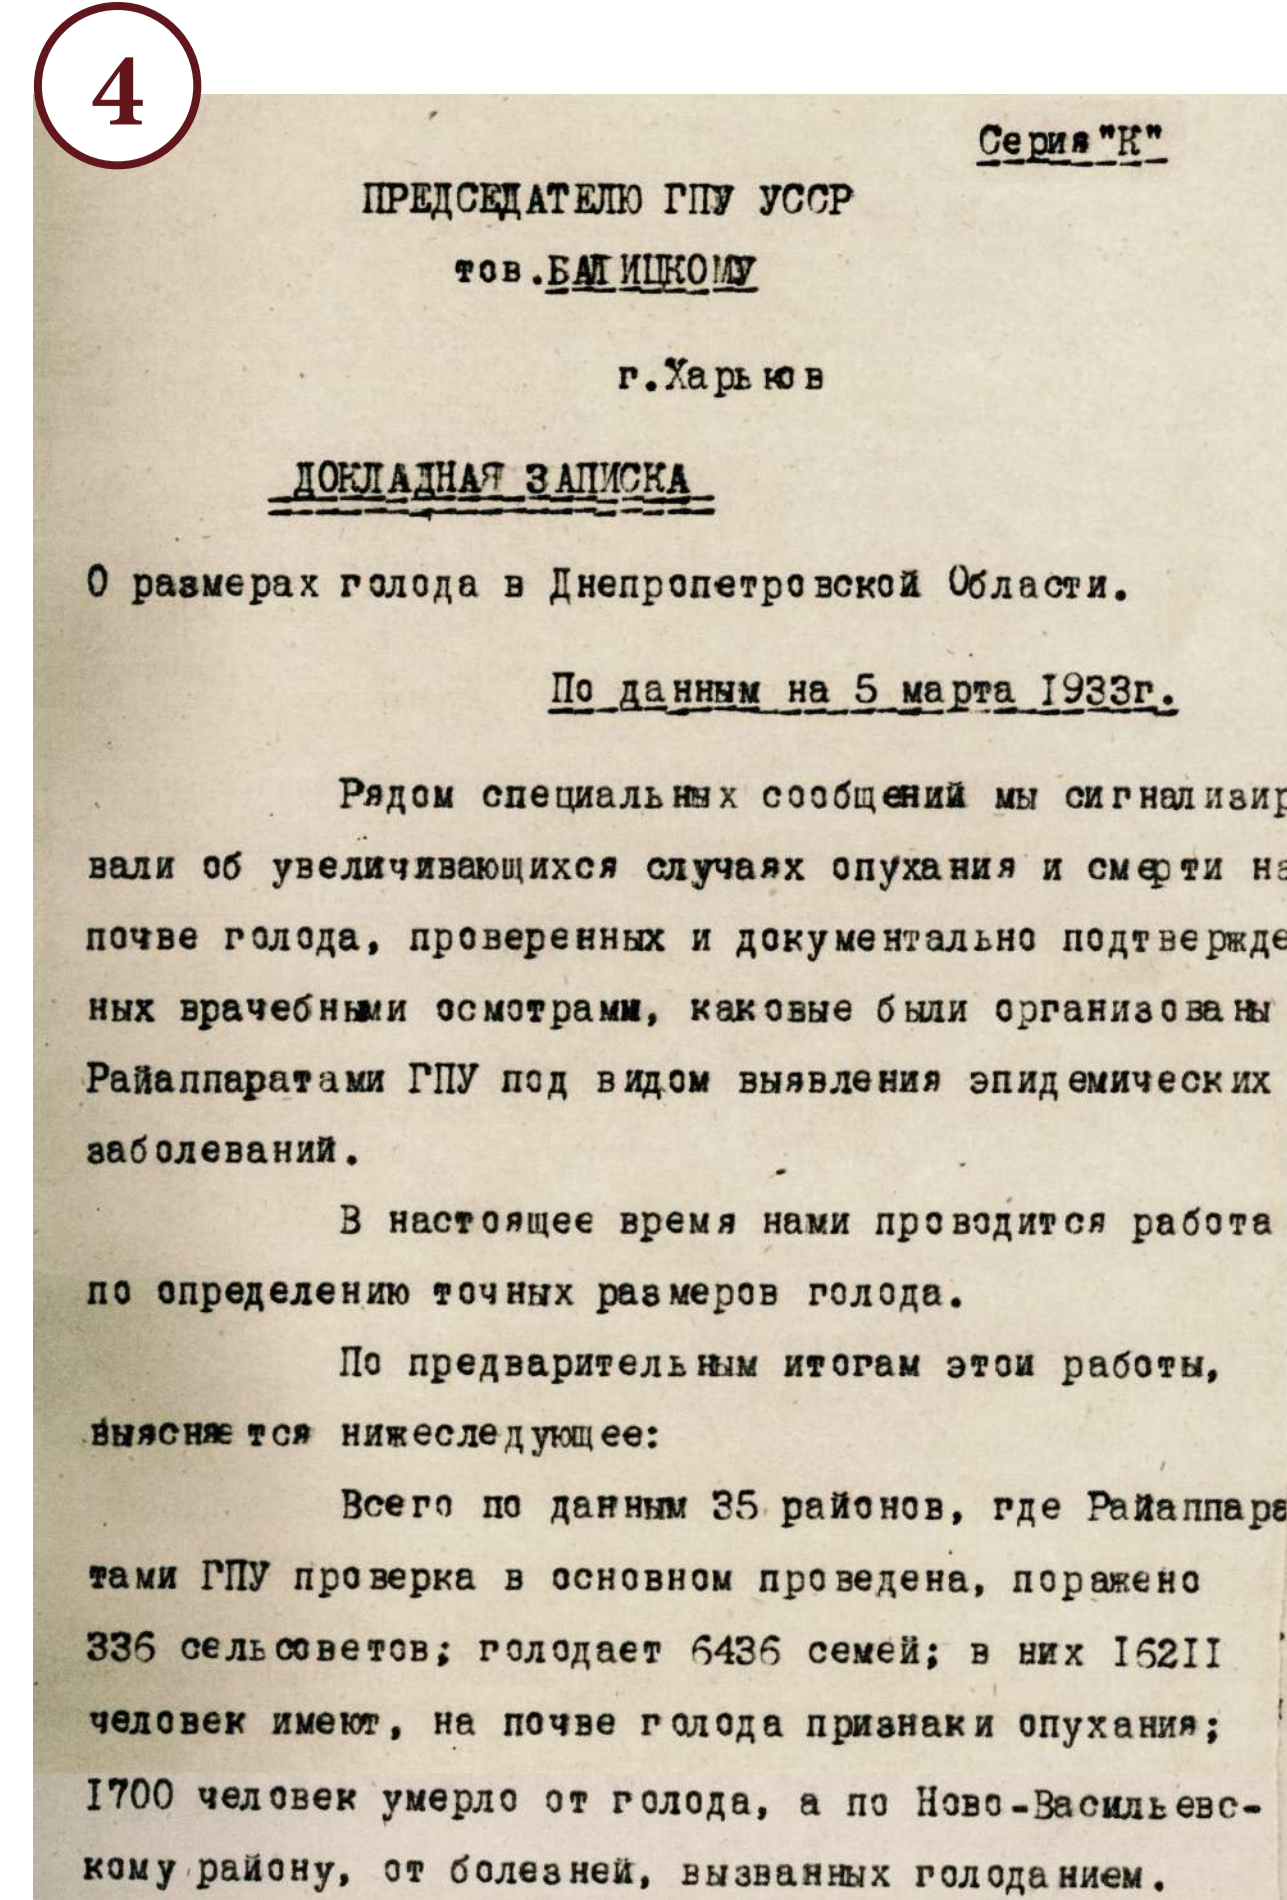 4
Серия "К"
ПРЕДСЕДАТЕЛЮ ГПУ УССР
тов. БАЛИЦКОМУ
г. Харьков
ДОКЛАДНАЯ ЗАПИСКА
О размерах голода в Днепропетровской Области.
По данным на 5 марта 1933г.
Рядом специальных сообщений мы сигнализир
вали об увеличивающихся случаях опухания и смерти на
почве голода, проверенных и документально подтвержде
ных врачебными осмотрами, каковые были организованы
Райаппаратами ГПУ под видом выявления эпидемических
заболеваний.
В настоящее время нами проводится работа
по определению точных размеров голода.
По предварительным итогам этой работы,
выясняется нижеследующее:
Всего по данным 35 районов, где Райаппара
тами ГПУ проверка в основном проведена, поражено
336 сельсоветов; голодает 6436 семей; в них 16211
человек имеют, на почве голода признаки опухания;
1700 человек умерло от голода, а по Ново-Васильевс-
кому району, от болезней, вызванных голоданием.